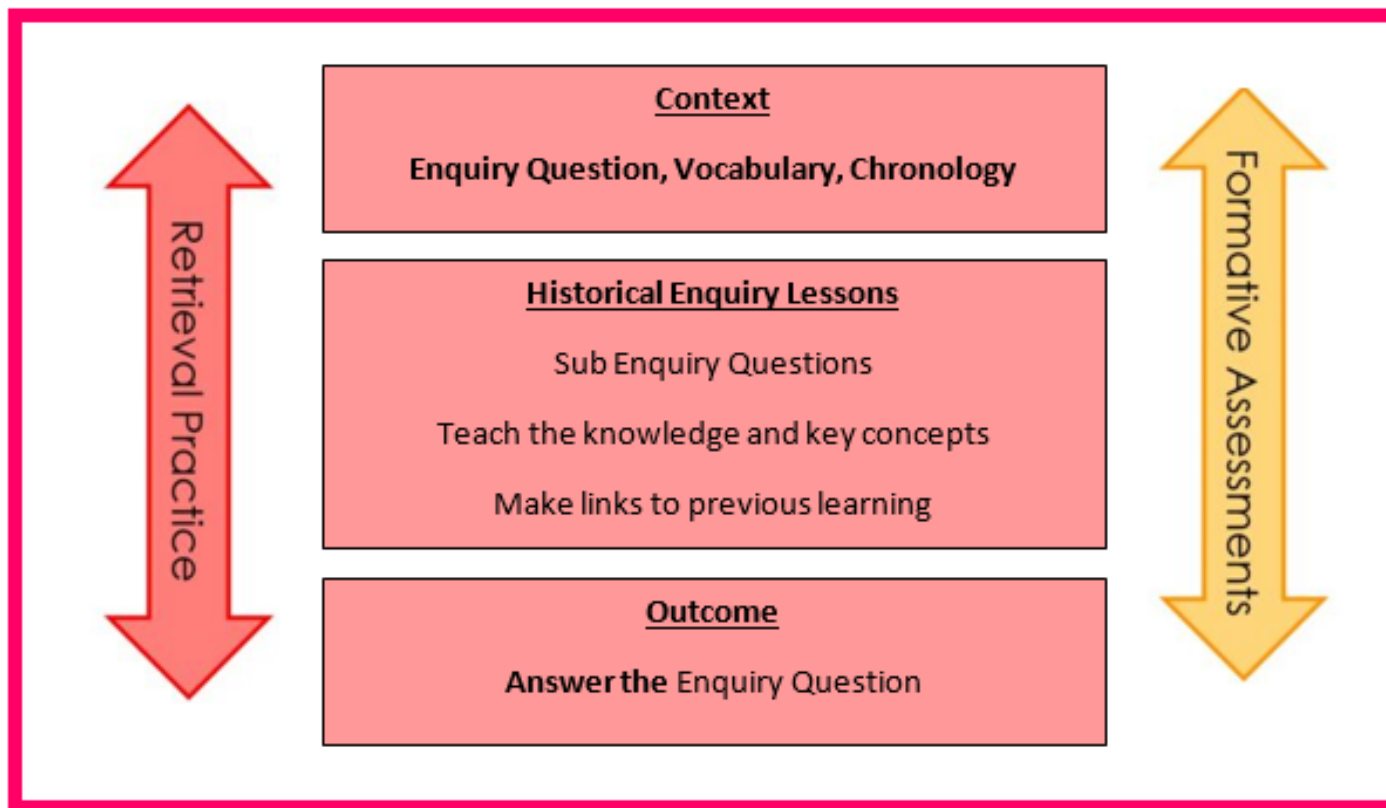 Context
Enquiry Question, Vocabulary, Chronology
Historical Enquiry Lessons
Sub Enquiry Questions
Teach the knowledge and key concepts
Make links to previous learning
Outcome
Answer the Enquiry Question
Retrieval Practice
Formative Assessments